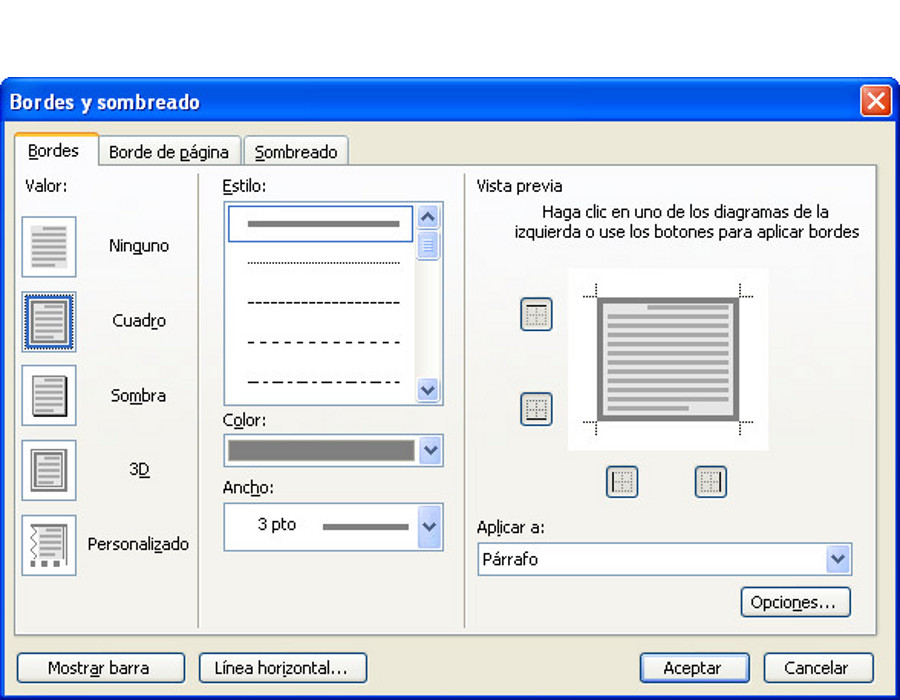 Bordes y sombreado
Bordes
Borde de página
Sombreado
Valor:
Ninguno
Cuadro
Sombra
3D
Personalizado
Estilo:
Color:
Ancho:
3 pto
Vista previa
Haga clic en uno de los diagramas de la
izquierda o use los botones para aplicar bordes
Aplicar a:
Párrafo
Opciones...
Mostrar barra
Línea horizontal...
Aceptar
Cancelar